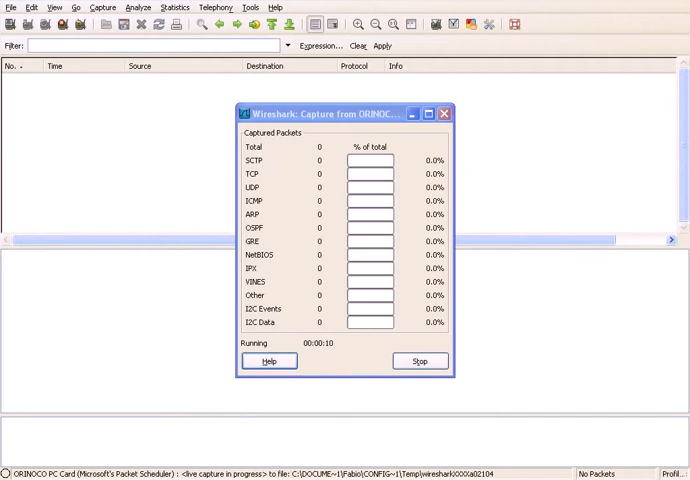 File Edit View Go Capture Analyze Statistics Telephony Tools Help
Filter: Expression... Clear Apply
No. Time Source Destination Protocol Info
Wireshark: Capture from ORINOC...
Captured Packets
Total 0 % of total
SCTP 0 0.0%
TCP 0 0.0%
UDP 0 0.0%
ICMP 0 0.0%
ARP 0 0.0%
OSPF 0 0.0%
GRE 0 0.0%
NetBIOS 0 0.0%
IPX 0 0.0%
VINES 0 0.0%
Other 0 0.0%
I2C Events 0 0.0%
I2C Data 0 0.0%
Running 00:00:10
Help Stop
ORINOCO PC Card (Microsoft's Packet Scheduler) : <live capture in progress> to file: C:\DOCUME~1\Fabio\CONFIG~1\Temp\wiresharkXXXXa02104 No Packets Profil...